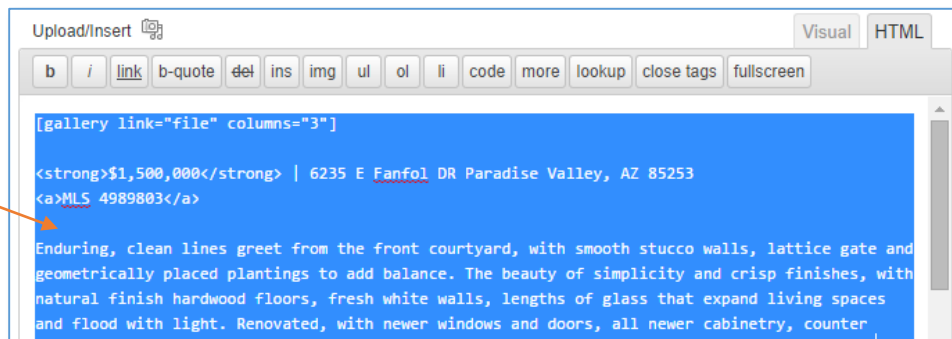 Upload/Insert
Visual HTML
b i link b-quote del ins img ul ol li code more lookup close tags fullscreen
[gallery link="file" columns="3"]
<strong>$1,500,000</strong> | 6235 E Fanfol DR Paradise Valley, AZ 85253
<a>MLS 4989803</a>
Enduring, clean lines greet from the front courtyard, with smooth stucco walls, lattice gate and
geometrically placed plantings to add balance. The beauty of simplicity and crisp finishes, with
natural finish hardwood floors, fresh white walls, lengths of glass that expand living spaces
and flood with light. Renovated, with newer windows and doors, all newer cabinetry, counter